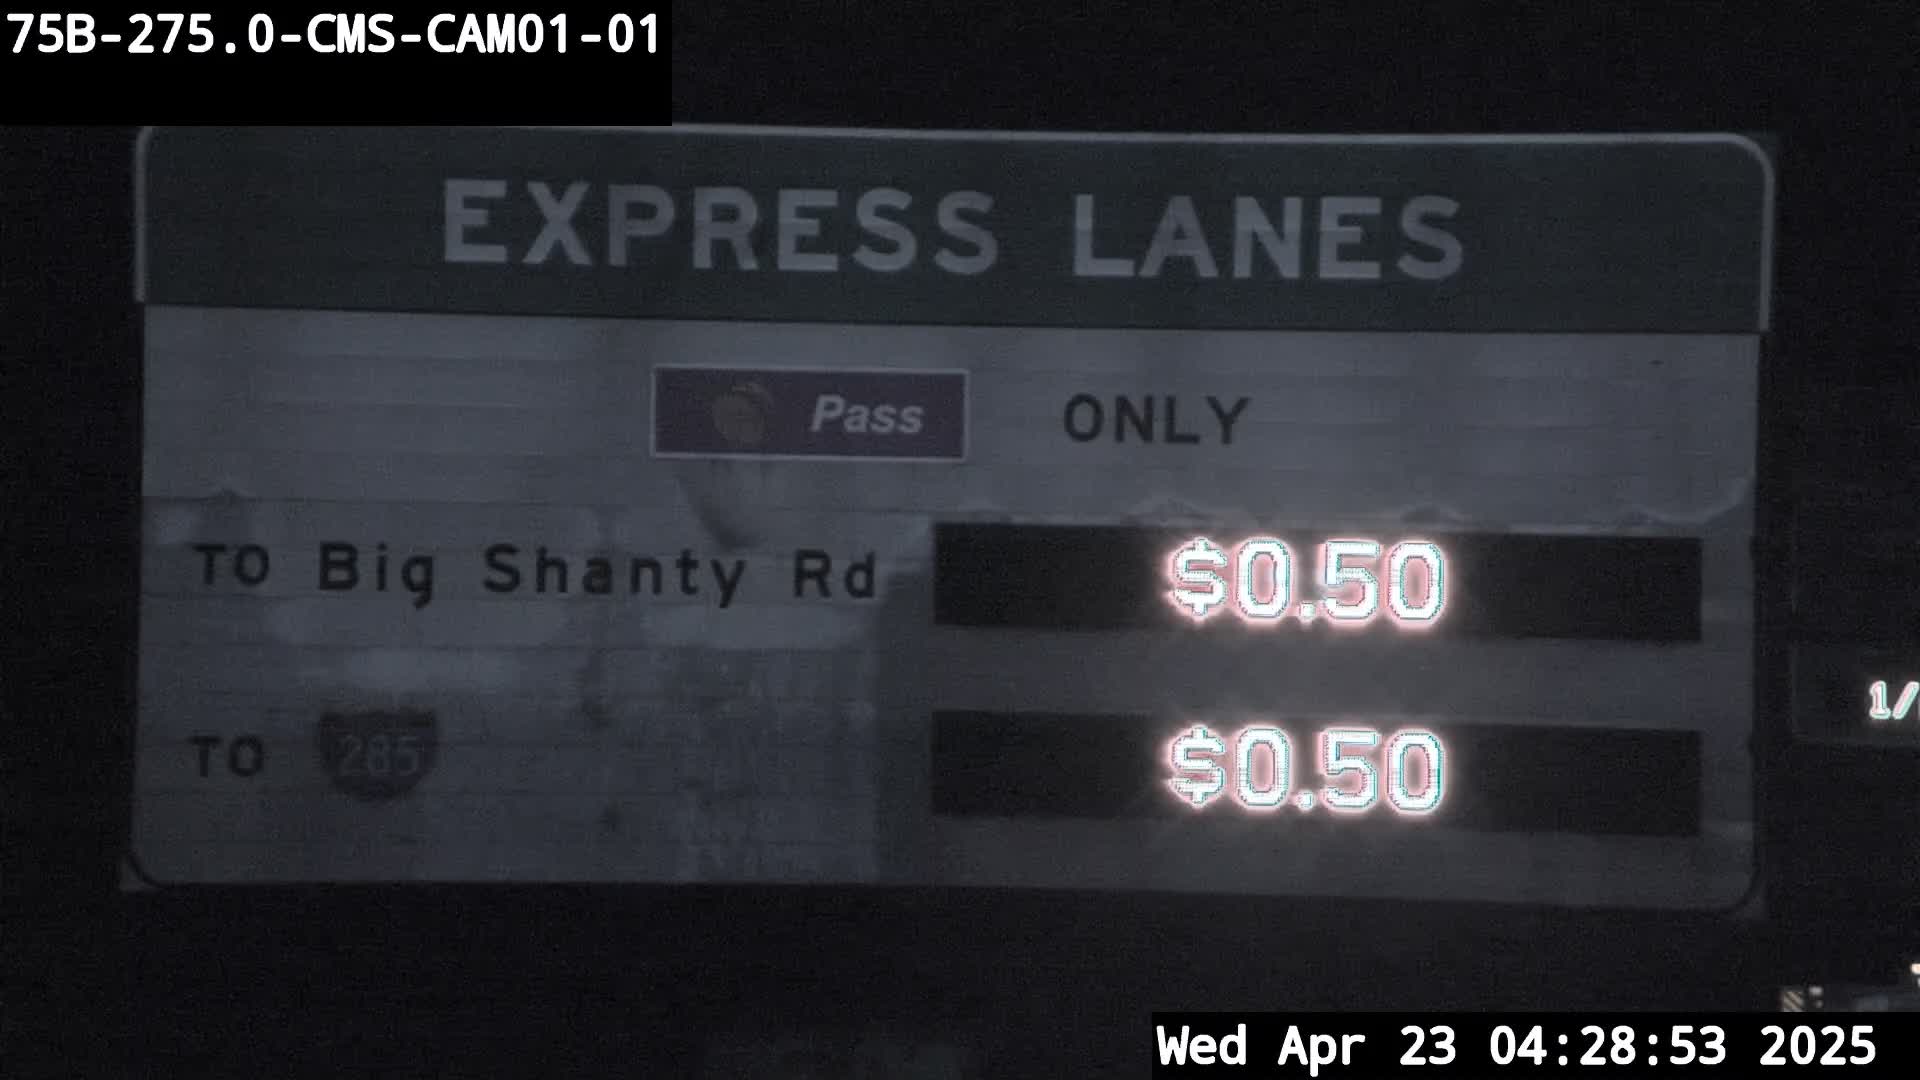 75B-275.0-CMS-CAM01-01
EXPRESS LANES
Pass ONLY
TO Big Shanty Rd $0.50
TO 285 $0.50
1/
Wed Apr 23 04:28:53 2025